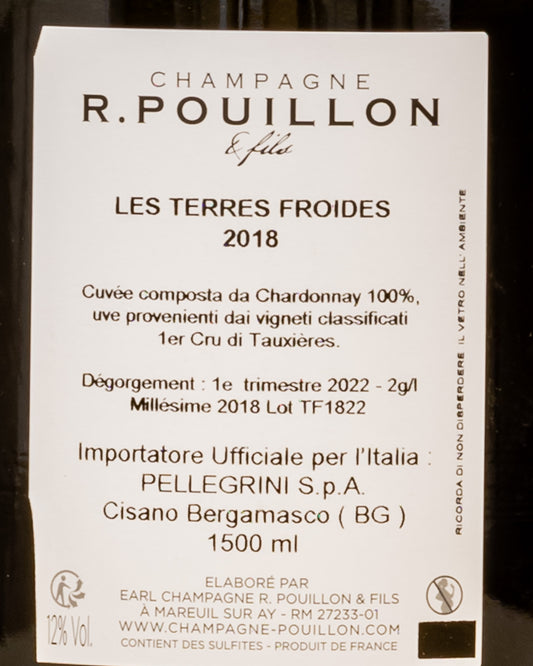 CHAMPAGNE
R. POUILLON
& fils
LES TERRES FROIDES
2018
Cuvée composta da Chardonnay 100%,
uve provenienti dai vigneti classificati
1er Cru di Tauxières.
Dégorgement : 1e trimestre 2022 - 2g/l
Millésime 2018 Lot TF1822
Importatore Ufficiale per l'Italia :
PELLEGRINI S.p.A.
Cisano Bergamasco ( BG )
1500 ml
ELABORÉ PAR
EARL CHAMPAGNE R. POUILLON & FILS
À MAREUIL SUR AY - RM 27233-01
WWW.CHAMPAGNE-POUILLON.COM
CONTIENT DES SULFITES - PRODUIT DE FRANCE
12% Vol.
RICORDA DI NON DISPERDERE IL VETRO NELL'AMBIENTE